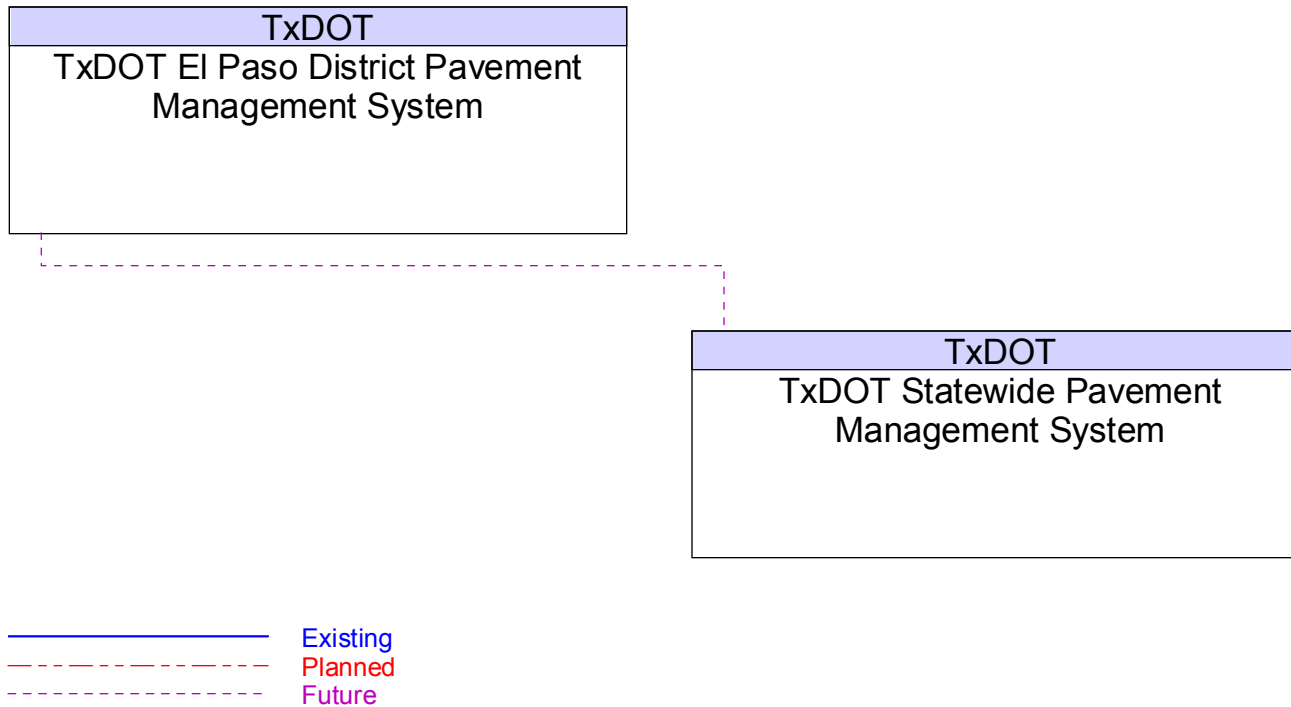 TxDOT
TxDOT El Paso District Pavement
Management System
TxDOT
TxDOT Statewide Pavement
Management System
Existing
Planned
Future